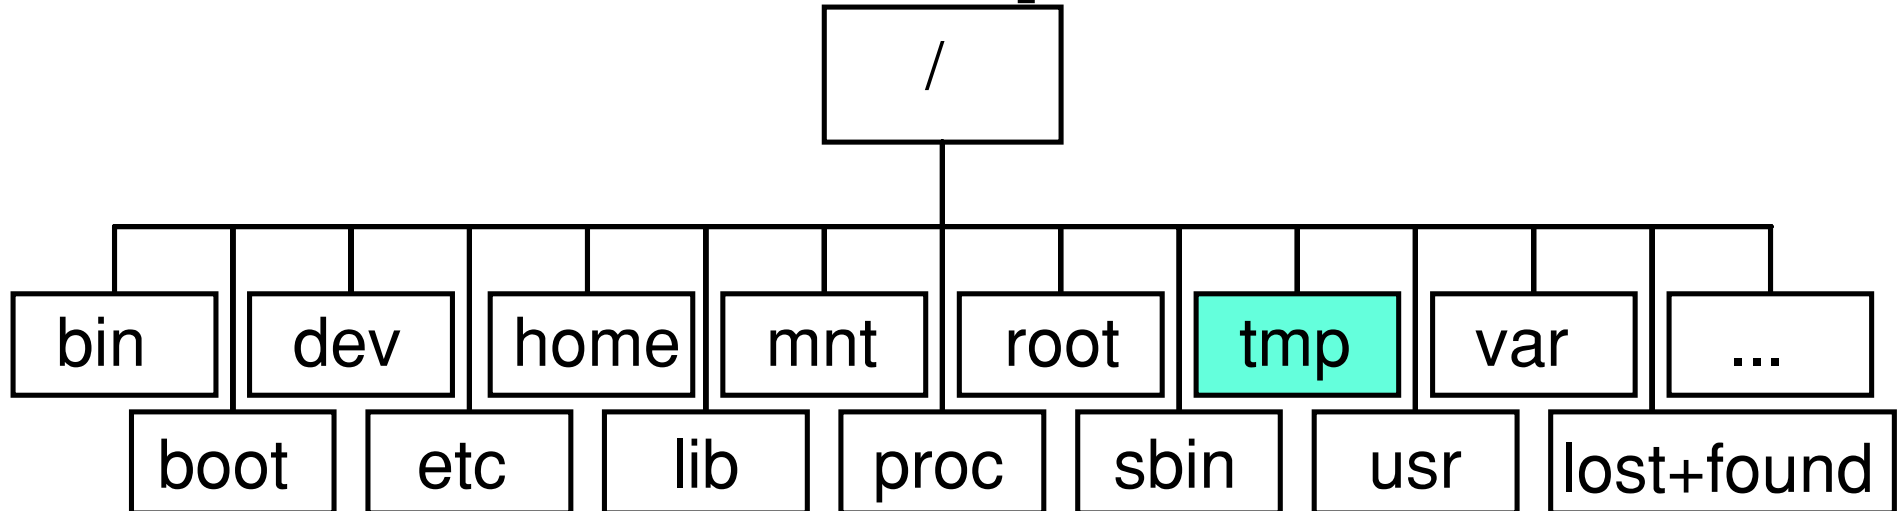 /
bin dev home mnt root tmp var ...
boot etc lib proc sbin usr lost+found